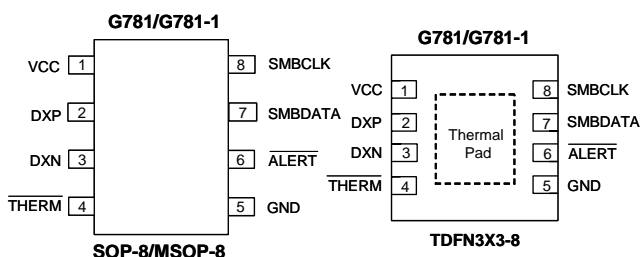 G781/G781-1
VCC 1 8 SMBCLK
DXP 2 7 SMBDATA
DXN 3 6 ALERT
THERM 4 5 GND
SOP-8/MSOP-8
G781/G781-1
VCC 1 8 SMBCLK
DXP 2 7 SMBDATA
DXN 3 6 ALERT
THERM 4 5 GND
Thermal
Pad
TDFN3X3-8